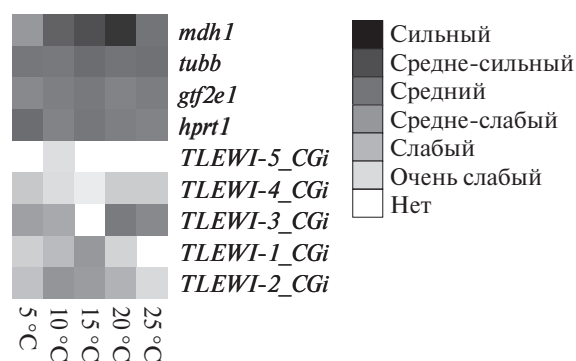 mdh1
tubb
gtf2e1
hprt1
TLEWI-5_CGi
TLEWI-4_CGi
TLEWI-3_CGi
TLEWI-1_CGi
TLEWI-2_CGi
5 °C
10 °C
15 °C
20 °C
25 °C
Сильный
Средне-сильный
Средний
Средне-слабый
Слабый
Очень слабый
Нет